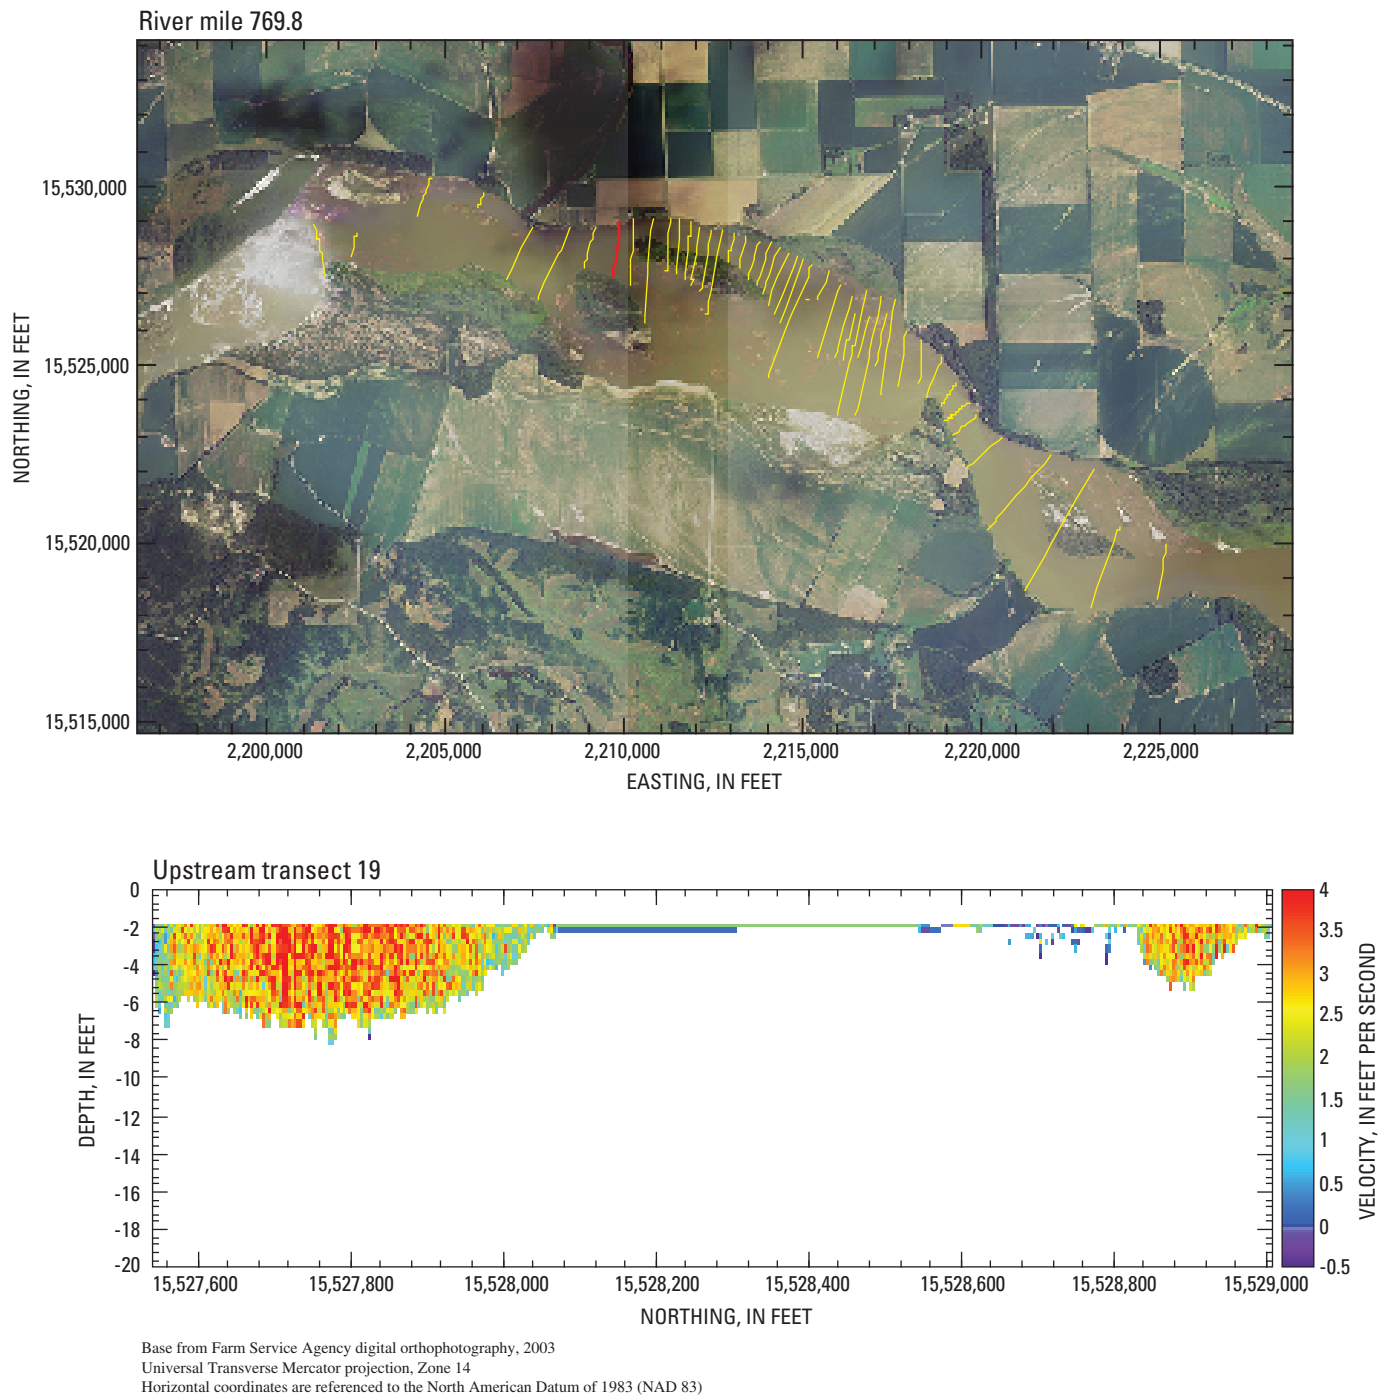 River mile 769.8
15,530,000
15,525,000
15,520,000
15,515,000
NORTHING, IN FEET
2,200,000 2,205,000 2,210,000 2,215,000 2,220,000 2,225,000
EASTING, IN FEET
Upstream transect 19
0
-2
-4
-6
-8
-10
-12
-14
-16
-18
-20
DEPTH, IN FEET
15,527,600 15,527,800 15,528,000 15,528,200 15,528,400 15,528,600 15,528,800 15,529,000
NORTHING, IN FEET
4
3.5
3
2.5
2
1.5
1
0.5
0
-0.5
VELOCITY, IN FEET PER SECOND
Base from Farm Service Agency digital orthophotography, 2003
Universal Transverse Mercator projection, Zone 14
Horizontal coordinates are referenced to the North American Datum of 1983 (NAD 83)